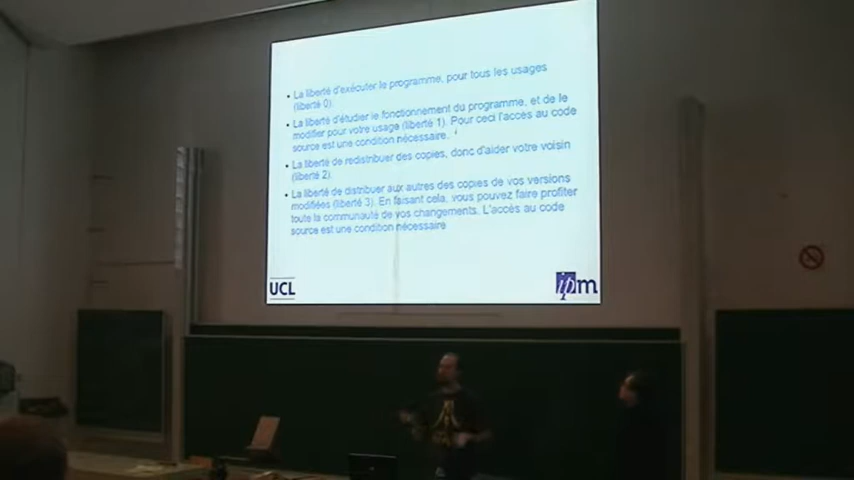 • La liberté d'exécuter le programme, pour tous les usages
(liberté 0).
• La liberté d'étudier le fonctionnement du programme, et de le
modifier pour votre usage (liberté 1). Pour ceci l'accès au code
source est une condition nécessaire.
• La liberté de redistribuer des copies, donc d'aider votre voisin
(liberté 2).
• La liberté de distribuer aux autres des copies de vos versions
modifiées (liberté 3). En faisant cela, vous pouvez faire profiter
toute la communauté de vos changements. L'accès au code
source est une condition nécessaire
UCL
ipm